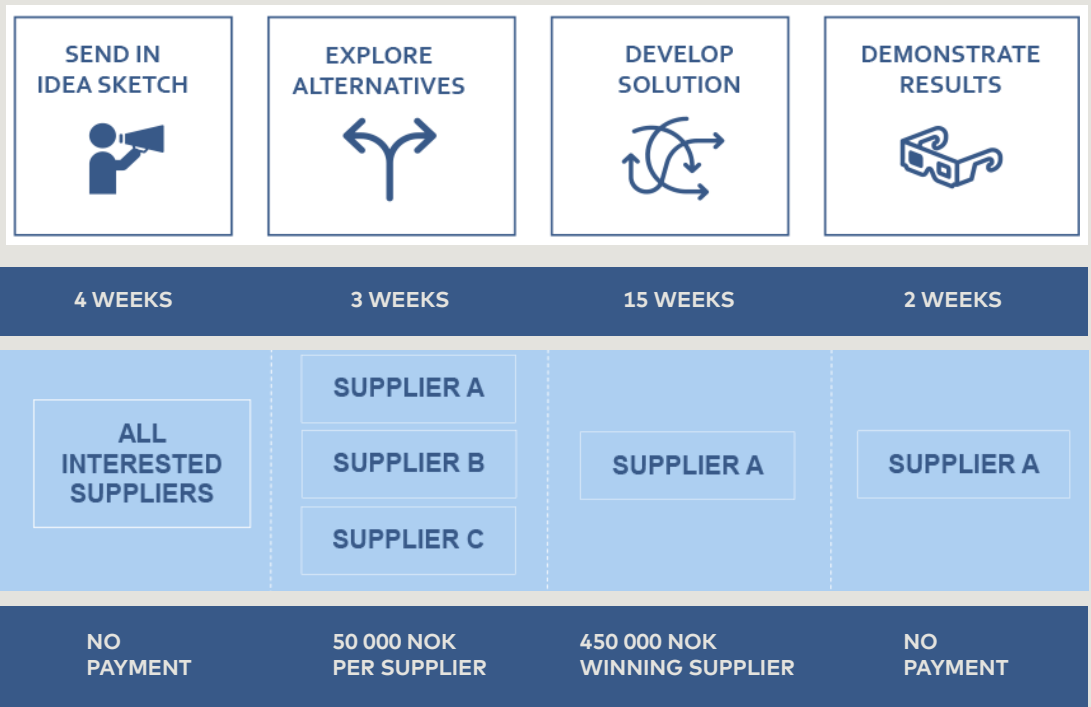 SEND IN
IDEA SKETCH
EXPLORE
ALTERNATIVES
DEVELOP
SOLUTION
DEMONSTRATE
RESULTS
4 WEEKS
3 WEEKS
15 WEEKS
2 WEEKS
ALL
INTERESTED
SUPPLIERS
SUPPLIER A
SUPPLIER B
SUPPLIER C
SUPPLIER A
SUPPLIER A
NO
PAYMENT
50 000 NOK
PER SUPPLIER
450 000 NOK
WINNING SUPPLIER
NO
PAYMENT